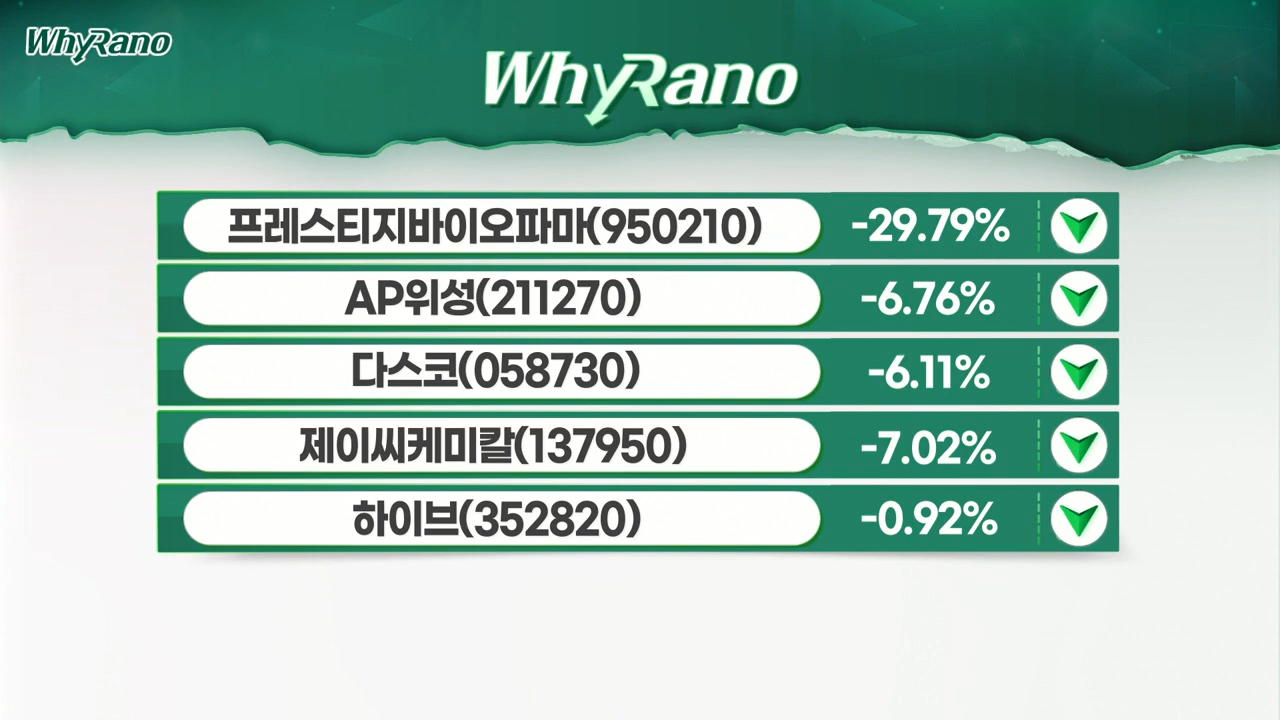 WhyRano
WhyRano
프레스티지바이오파마(950210) -29.79%
AP위성(211270) -6.76%
다스코(058730) -6.11%
제이씨케미칼(137950) -7.02%
하이브(352820) -0.92%